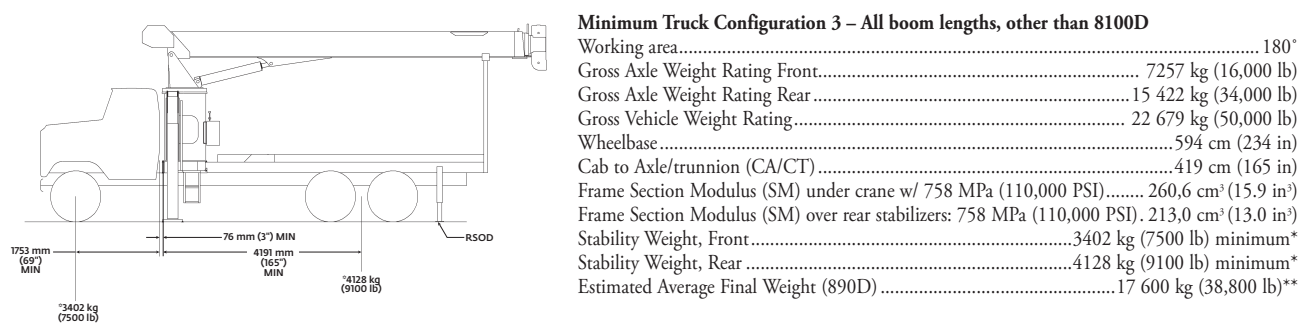 Minimum Truck Configuration 3 – All boom lengths, other than 8100D
Working area.......... 180°
Gross Axle Weight Rating Front.......... 7257 kg (16,000 lb)
Gross Axle Weight Rating Rear.......... 15 422 kg (34,000 lb)
Gross Vehicle Weight Rating.......... 22 679 kg (50,000 lb)
Wheelbase.......... 594 cm (234 in)
Cab to Axle/trunnion (CA/CT).......... 419 cm (165 in)
Frame Section Modulus (SM) under crane w/ 758 MPa (110,000 PSI)........ 260,6 cm³ (15.9 in³)
Frame Section Modulus (SM) over rear stabilizers: 758 MPa (110,000 PSI). 213,0 cm³ (13.0 in³)
Stability Weight, Front.......... 3402 kg (7500 lb) minimum*
Stability Weight, Rear.......... 4128 kg (9100 lb) minimum*
Estimated Average Final Weight (890D).......... 17 600 kg (38,800 lb)**
76 mm (3") MIN
RSOD
1753 mm
(69")
MIN
4191 mm
(165")
MIN
°4128 kg
(9100 lb)
°3402 kg
(7500 lb)